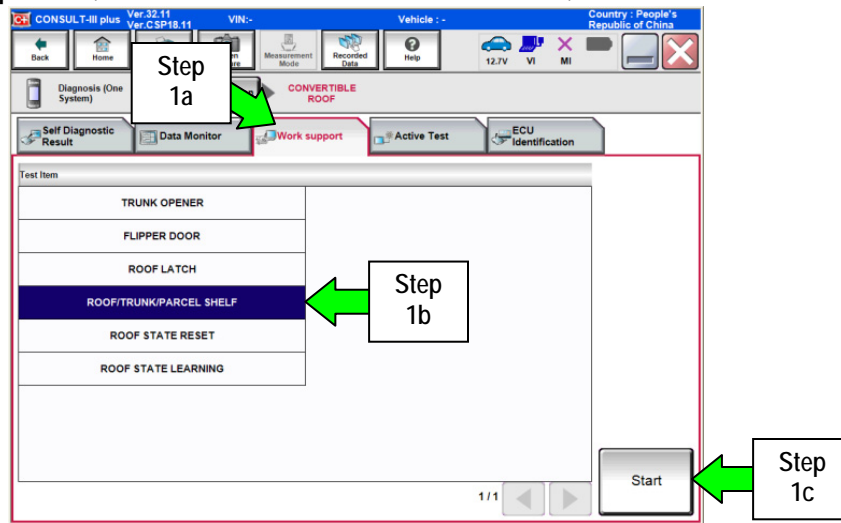 CONSULT-III plus
Ver.32.11
Ver.CSP18.11
VIN:-
Vehicle : -
Country : People's
Republic of China
Back
Home
Measurement
Mode
Recorded
Data
Help
12.7V
VI
MI
Step
1a
Diagnosis (One
System)
CONVERTIBLE
ROOF
Self Diagnostic
Result
Data Monitor
Work support
Active Test
ECU
Identification
Test Item
TRUNK OPENER
FLIPPER DOOR
ROOF LATCH
ROOF/TRUNK/PARCEL SHELF
ROOF STATE RESET
ROOF STATE LEARNING
Step
1b
1/1
Start
Step
1c